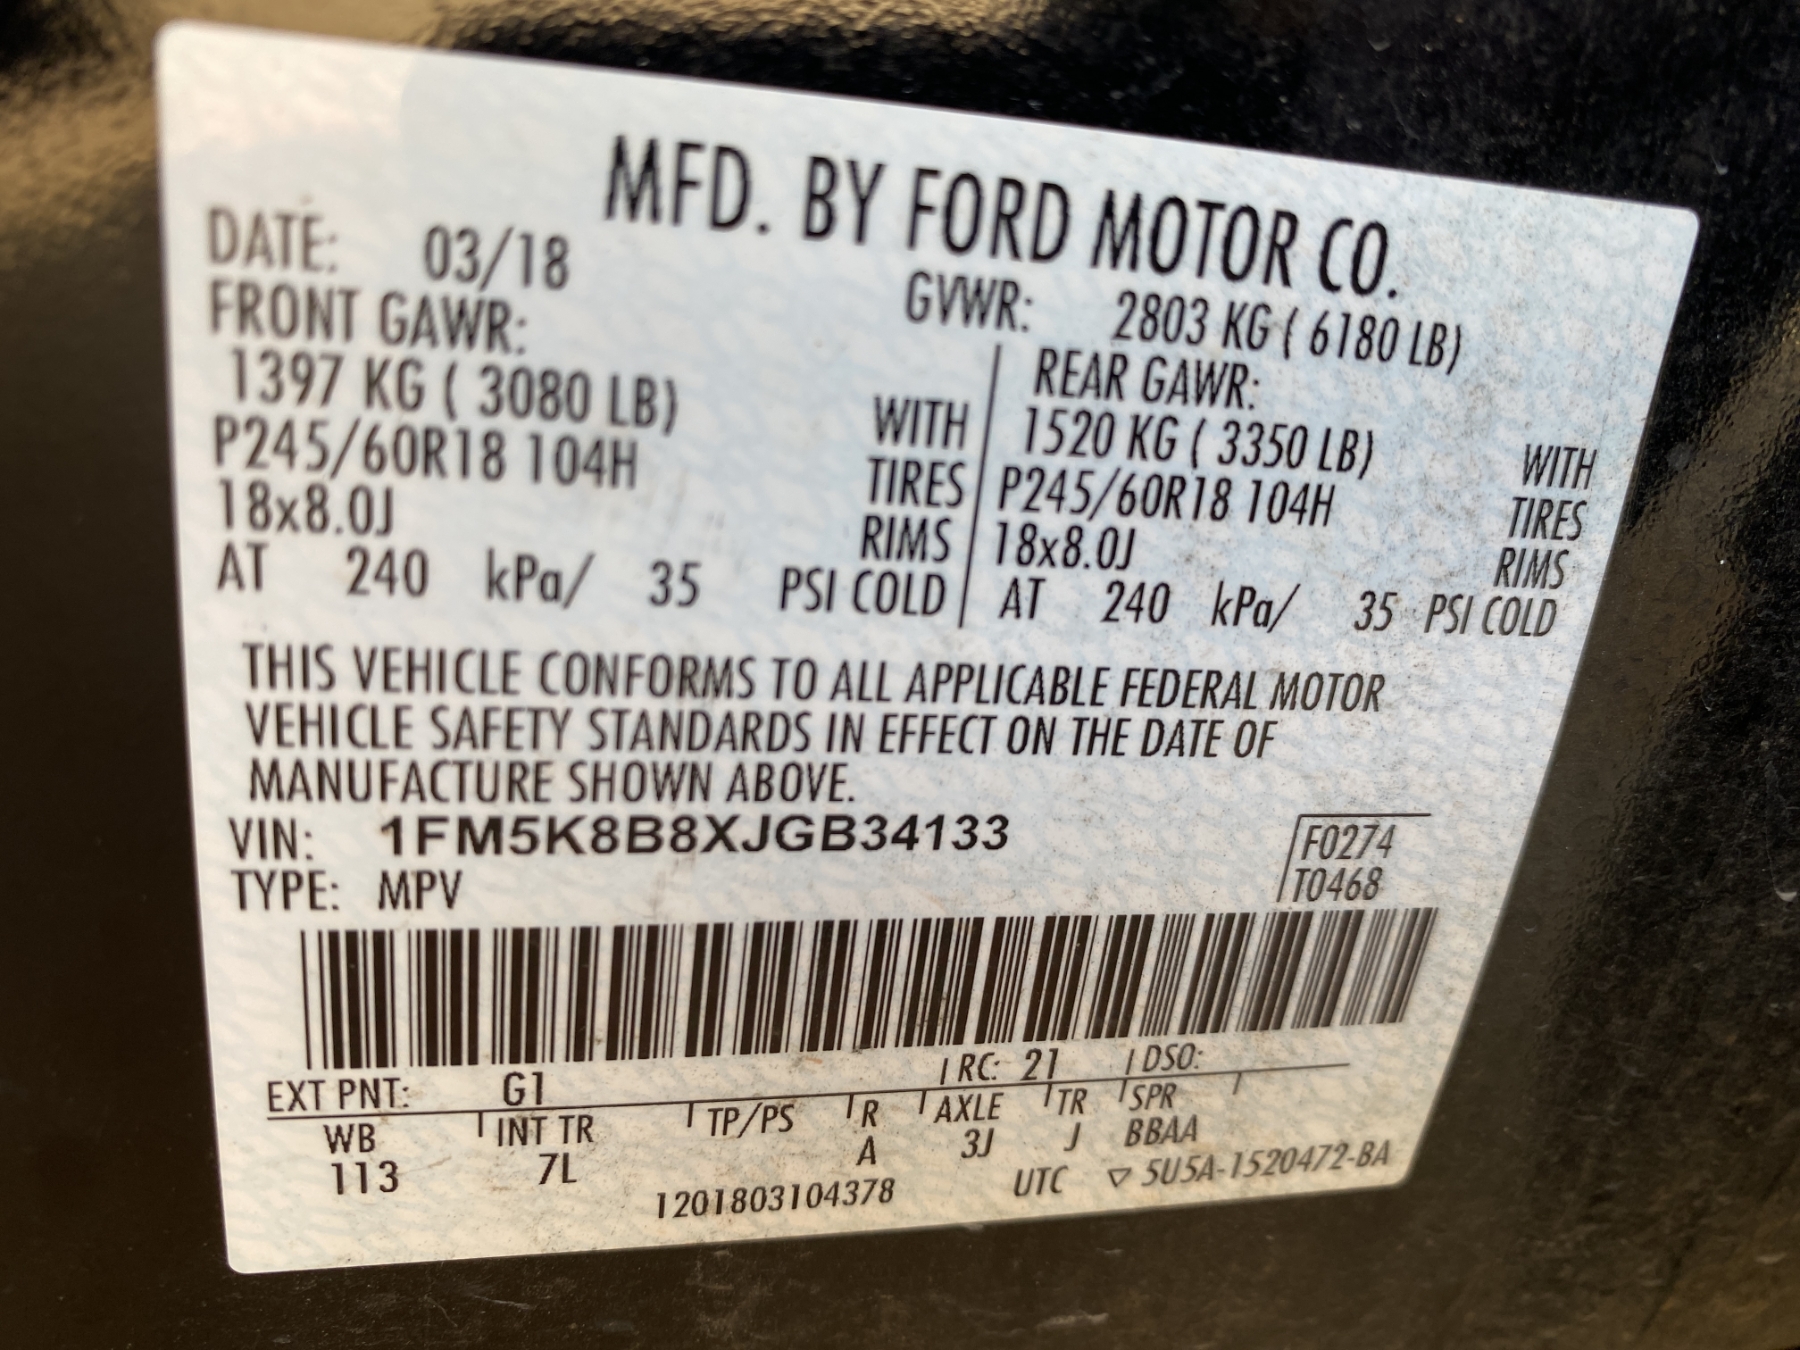 MFD. BY FORD MOTOR CO.
DATE: 03/18 GVWR: 2803 KG ( 6180 LB)
FRONT GAWR: REAR GAWR:
1397 KG ( 3080 LB) WITH 1520 KG ( 3350 LB) WITH
P245/60R18 104H TIRES P245/60R18 104H TIRES
18x8.0J RIMS 18x8.0J RIMS
AT 240 kPa/ 35 PSI COLD AT 240 kPa/ 35 PSI COLD
THIS VEHICLE CONFORMS TO ALL APPLICABLE FEDERAL MOTOR
VEHICLE SAFETY STANDARDS IN EFFECT ON THE DATE OF
MANUFACTURE SHOWN ABOVE.
VIN: 1FM5K8B8XJGB34133 F0274
TYPE: MPV T0468
EXT PNT: G1 RC: 21 DSO:
WB INT TR TP/PS R AXLE TR SPR
113 7L A 3J J BBAA
1201803104378 UTC ▽ 5U5A-1520472-BA